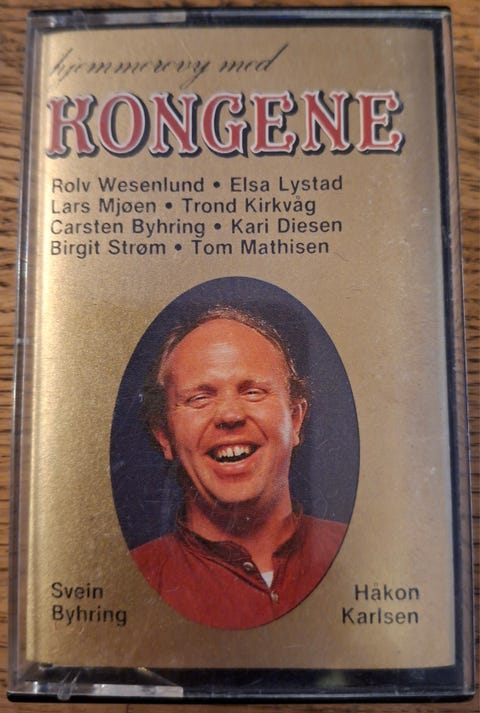 hjemmerevy med
KONGENE
Rolv Wesenlund • Elsa Lystad
Lars Mjøen • Trond Kirkvåg
Carsten Byhring • Kari Diesen
Birgit Strøm • Tom Mathisen
Svein
Byhring
Håkon
Karlsen